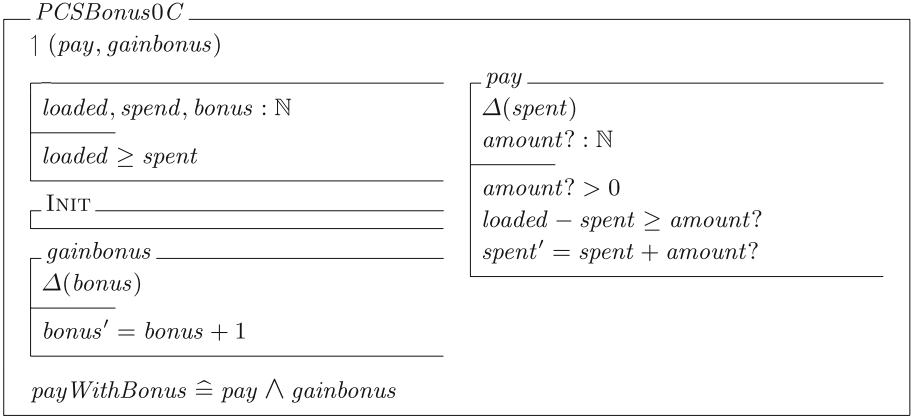 PCSBonus0C
↾ (pay, gainbonus)
loaded, spend, bonus : ℕ
loaded ≥ spent
INIT
gainbonus
Δ(bonus)
bonus′ = bonus + 1
payWithBonus ≙ pay ∧ gainbonus
pay
Δ(spent)
amount? : ℕ
amount? > 0
loaded − spent ≥ amount?
spent′ = spent + amount?